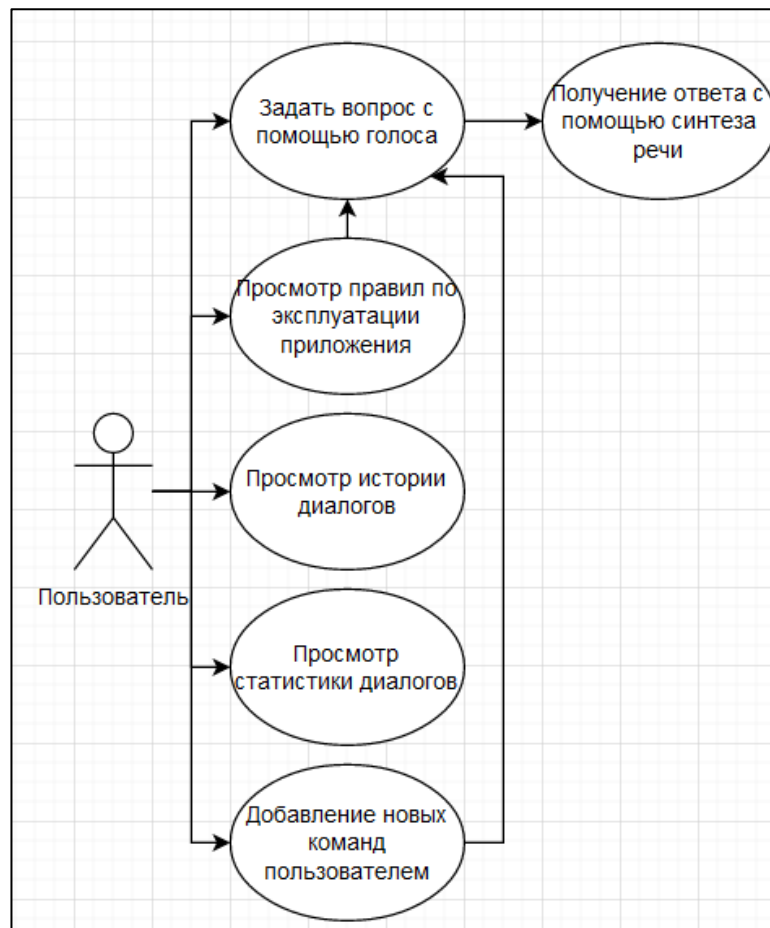 Задать вопрос с
помощью голоса
Получение ответа с
помощью синтеза
речи
Просмотр правил по
эксплуатации
приложения
Просмотр истории
диалогов
Пользователь
Просмотр
статистики диалогов
Добавление новых
команд
пользователем